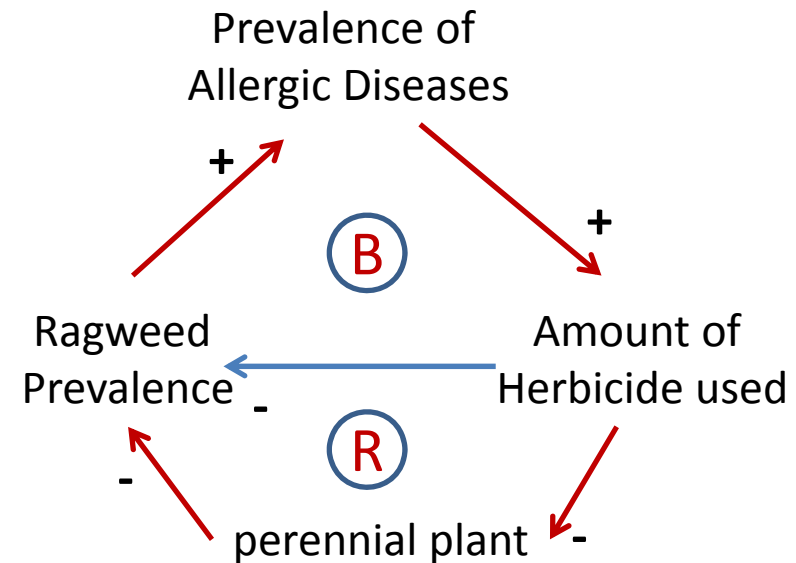 Prevalence of
Allergic Diseases
+
+
B
Ragweed
Prevalence
-
Amount of
Herbicide used
R
-
perennial plant
-